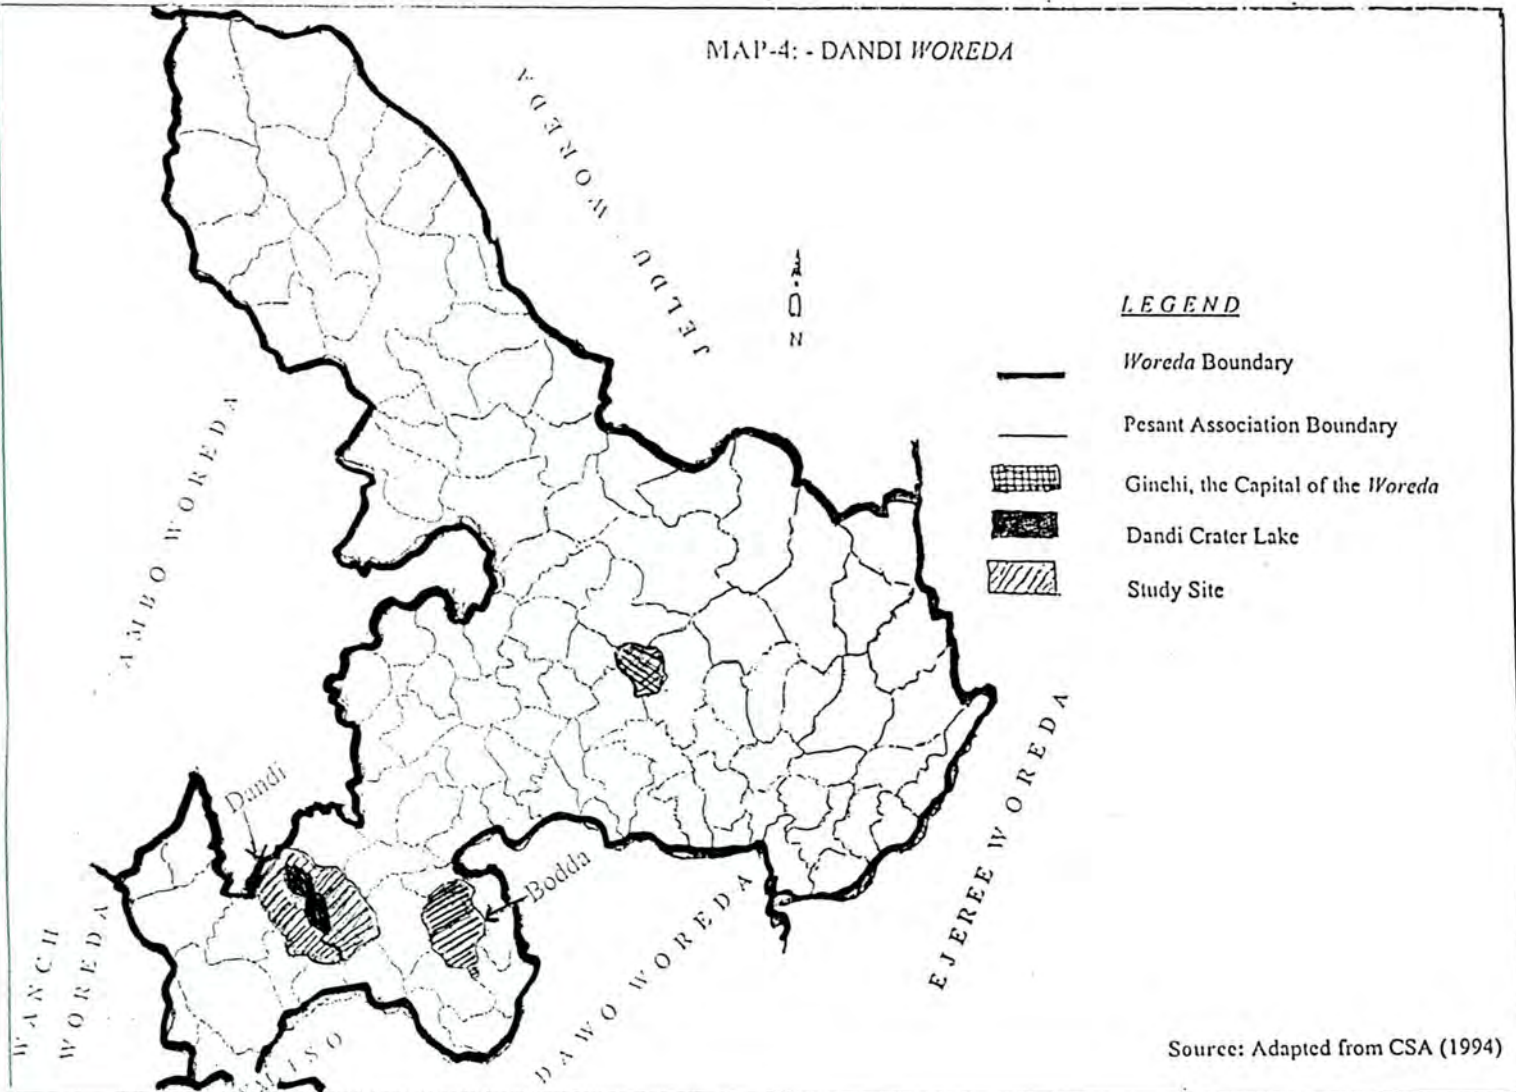 MAP-4: - DANDI WOREDA
JELDU WOREDA
N
LEGEND
Woreda Boundary
Pesant Association Boundary
Ginchi, the Capital of the Woreda
Dandi Crater Lake
Study Site
AMBO WOREDA
Dandi
Bodda
WANCH
WOREDA
DAWO WOREDA
EJEREE WOREDA
Source: Adapted from CSA (1994)